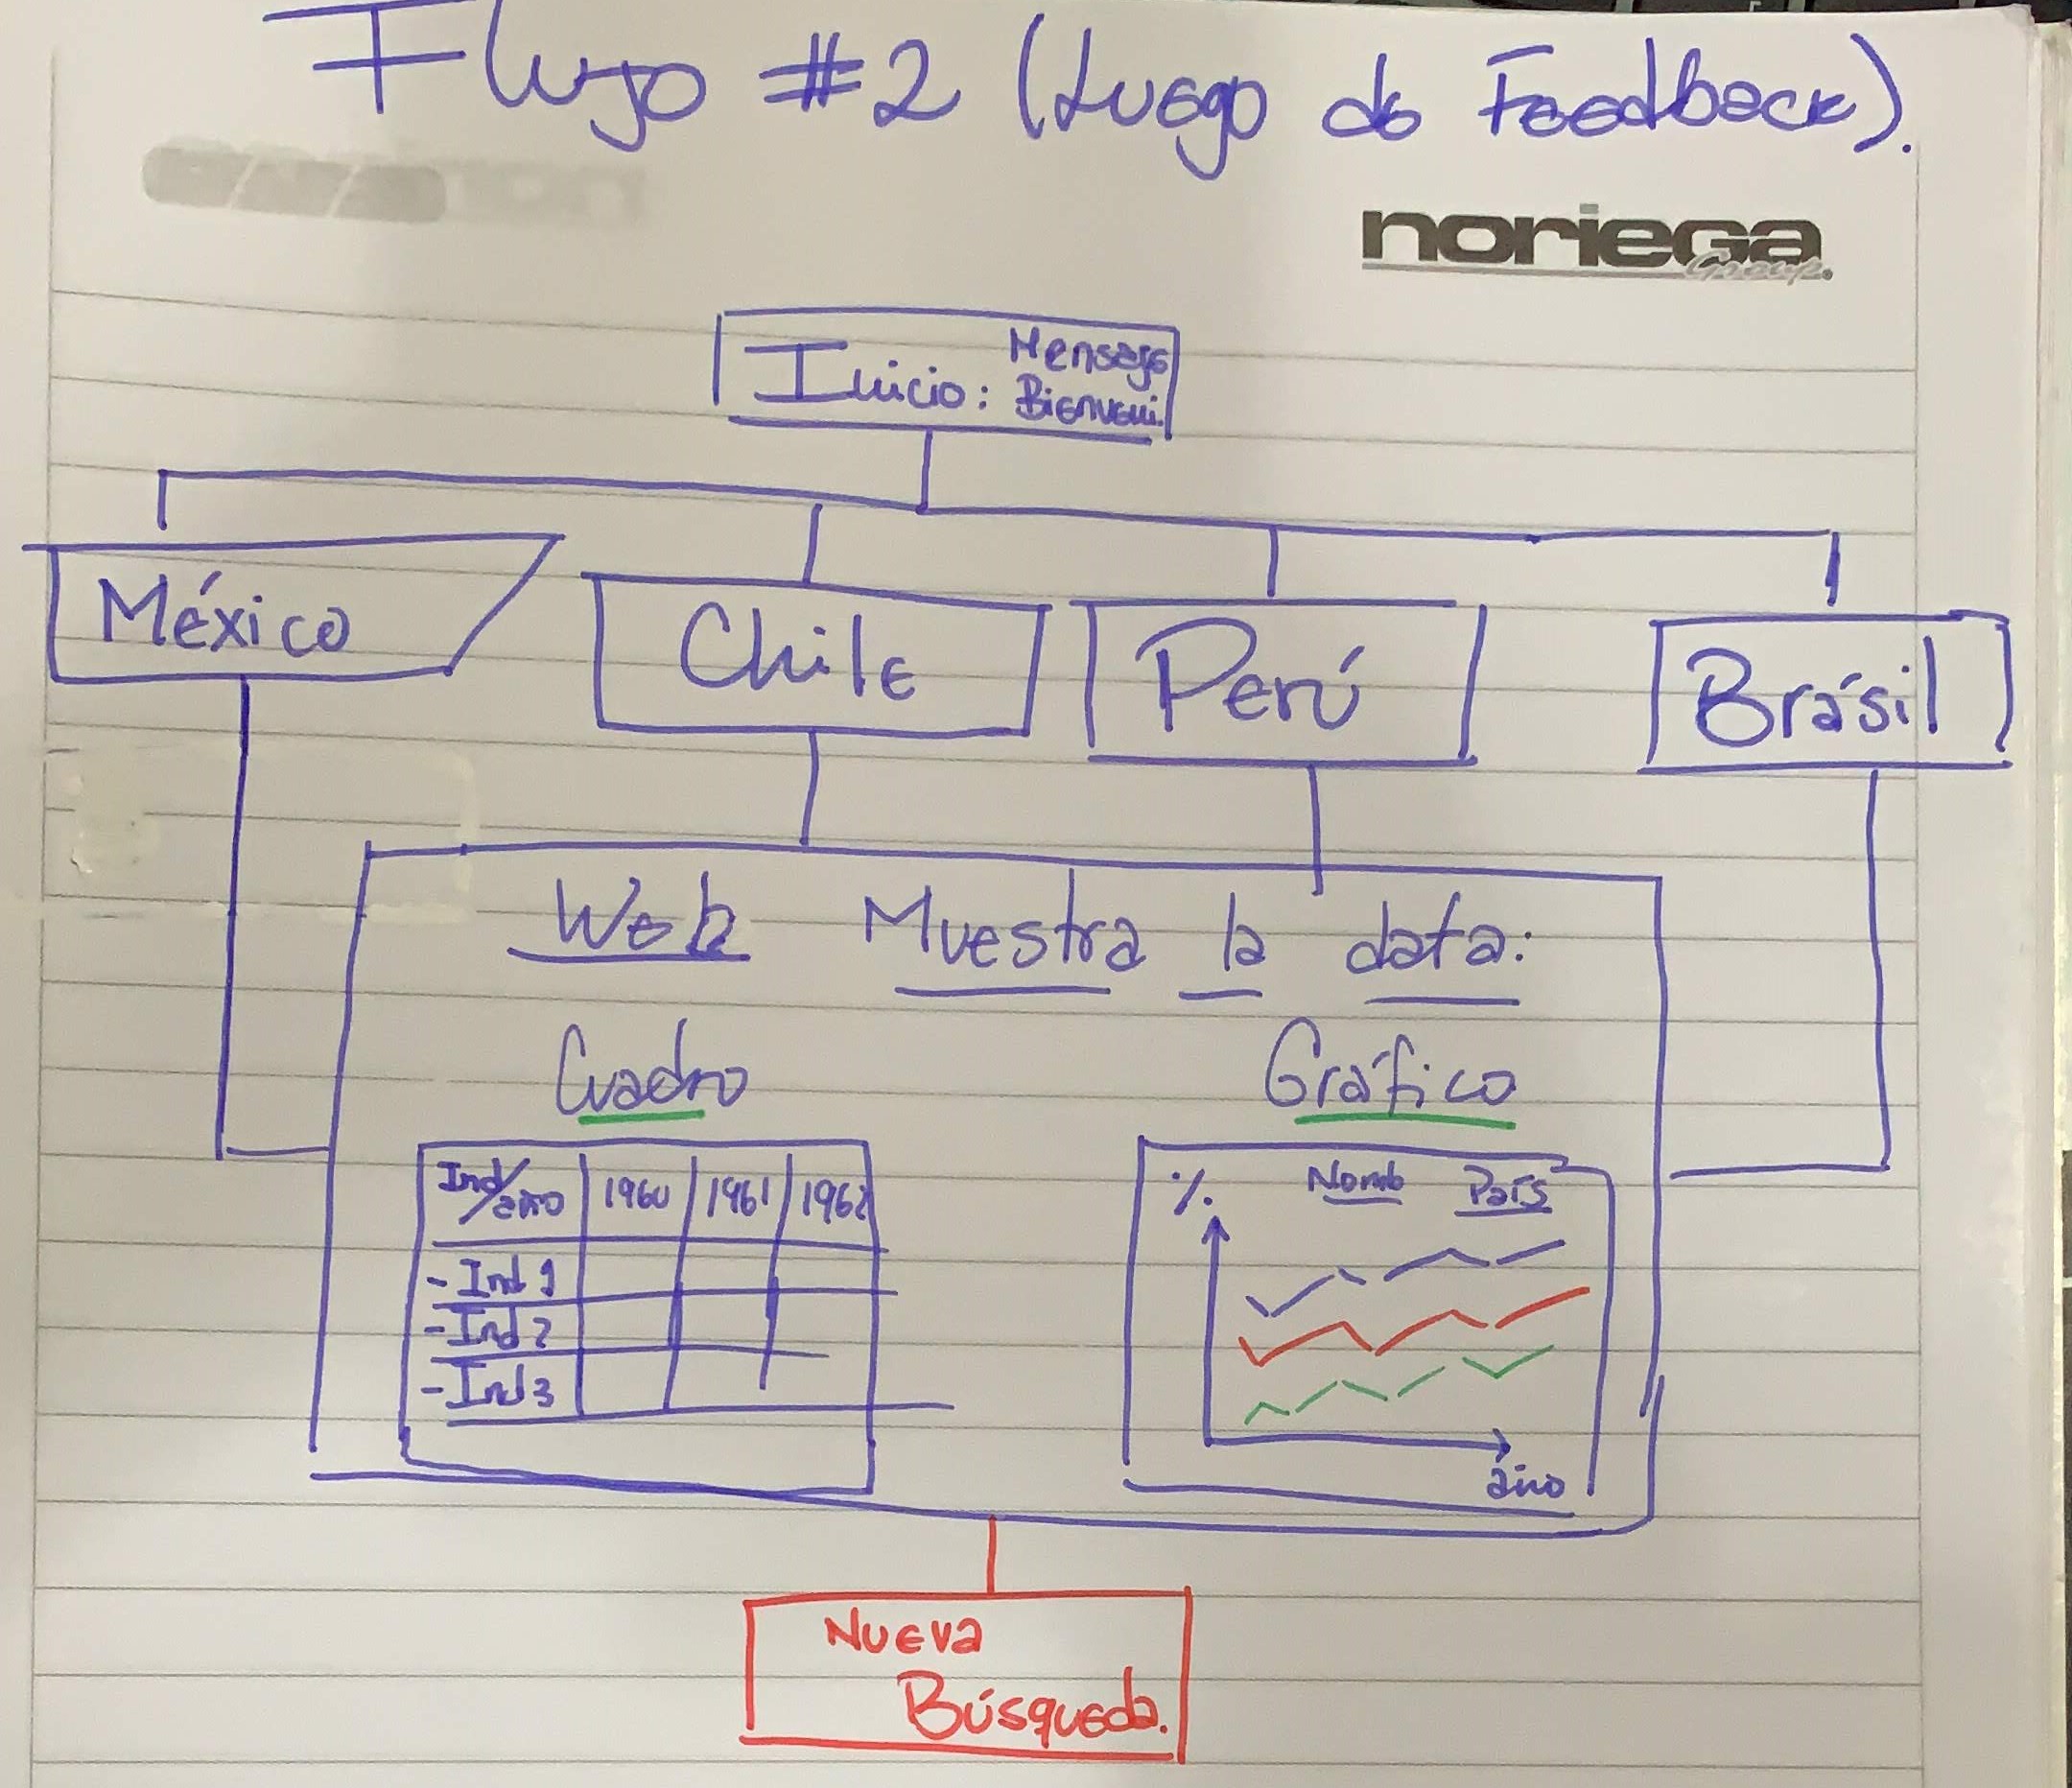 Flujo #2 (Luego de Feedback).
noriega
Group.
Inicio: Mensaje
Bienveni.
México
Chile
Perú
Brásil
Web Muestra la data:
Cuadro
Gráfico
Ind/año 1960 1961 1962
- Ind 1
- Ind 2
- Ind 3
% Nomb País
año
Nueva
Búsqueda.